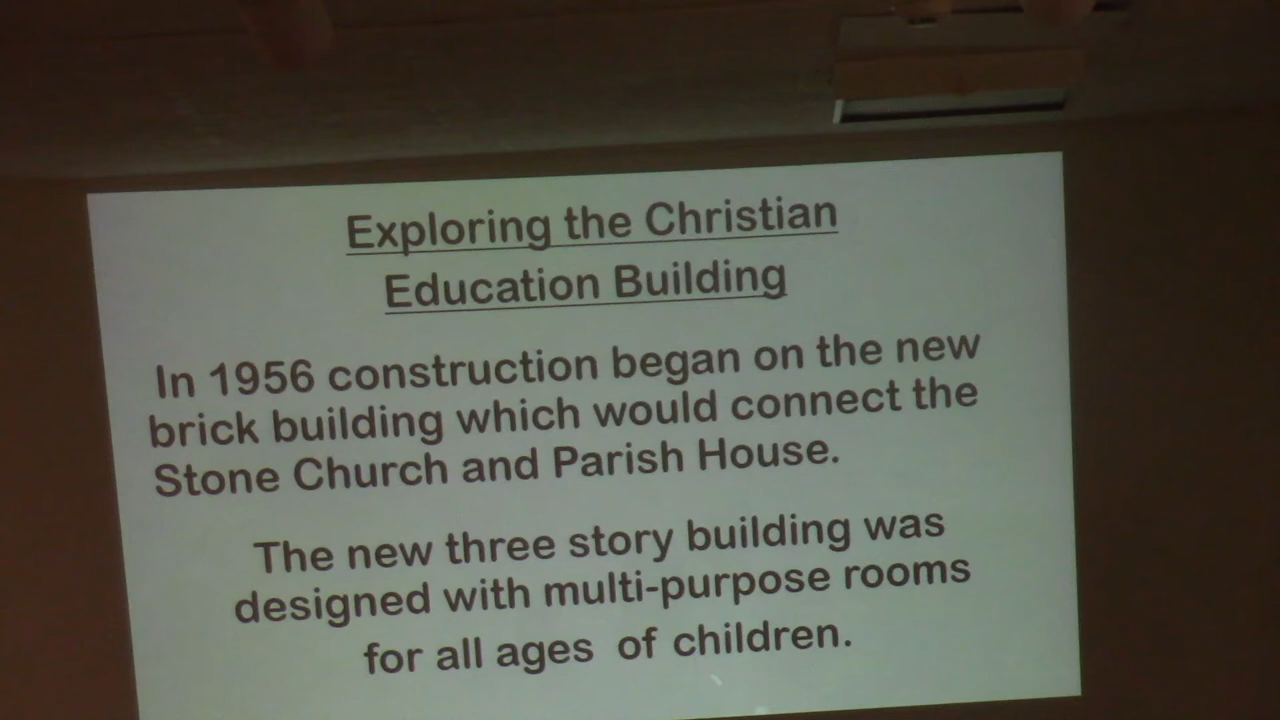 Exploring the Christian
Education Building
In 1956 construction began on the new
brick building which would connect the
Stone Church and Parish House.
The new three story building was
designed with multi-purpose rooms
for all ages of children.